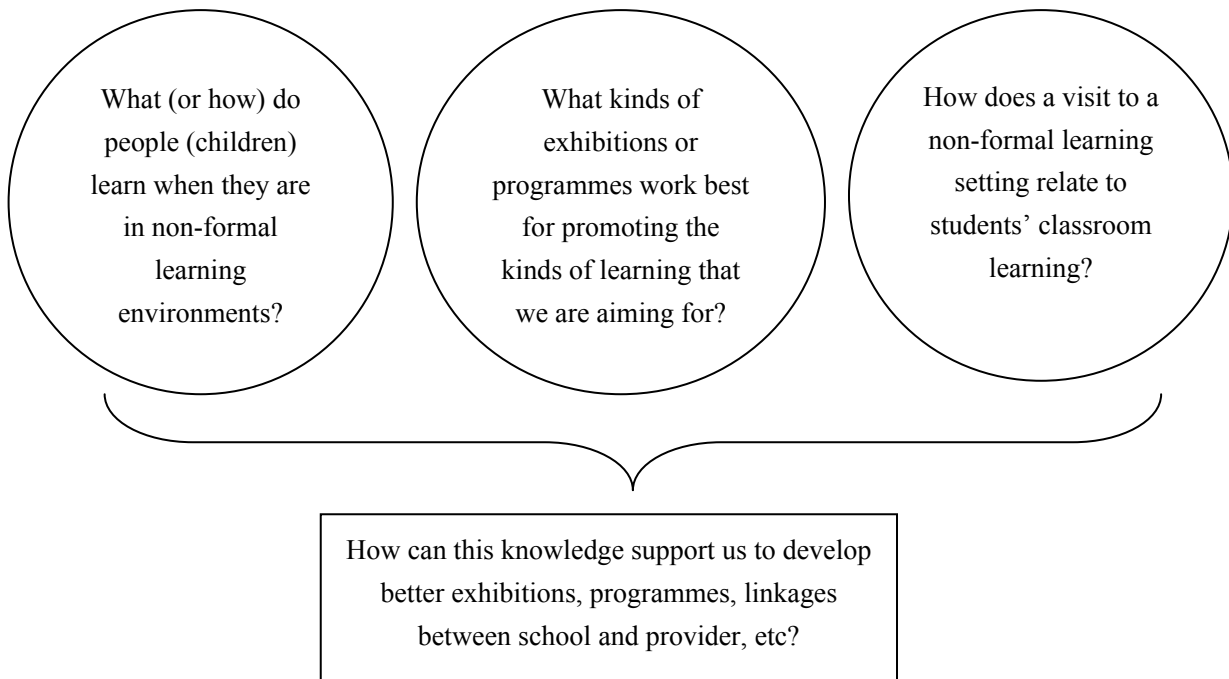 What (or how) do
people (children)
learn when they are
in non-formal
learning
environments?
What kinds of
exhibitions or
programmes work best
for promoting the
kinds of learning that
we are aiming for?
How does a visit to a
non-formal learning
setting relate to
students’ classroom
learning?
How can this knowledge support us to develop
better exhibitions, programmes, linkages
between school and provider, etc?